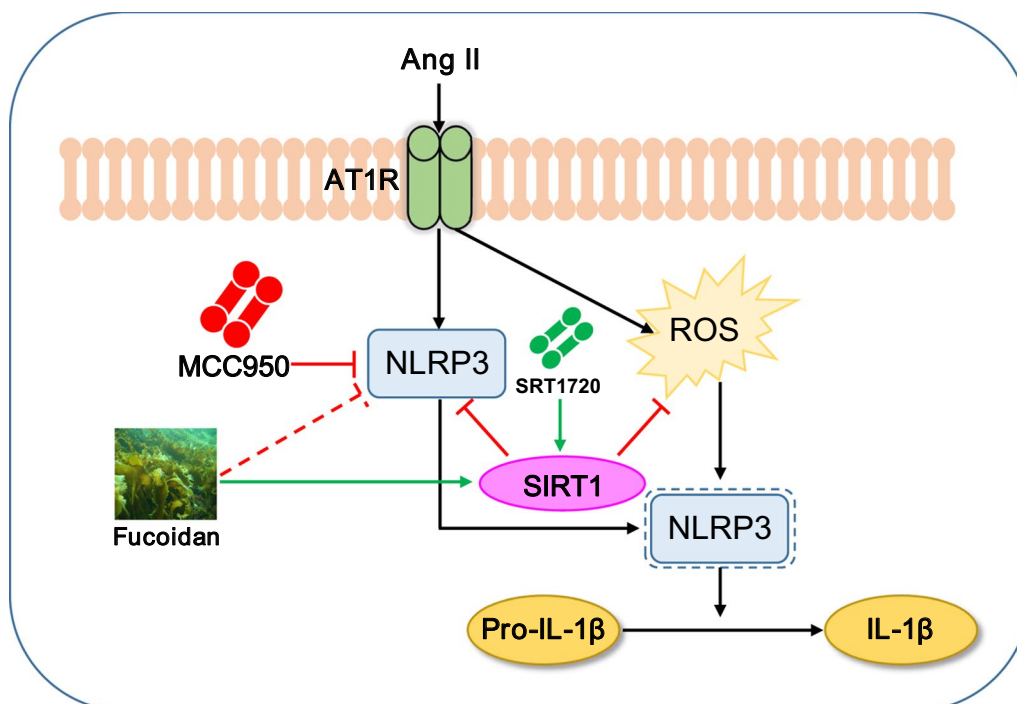 Ang II
AT1R
ROS
MCC950
NLRP3
SRT1720
SIRT1
Fucoidan
NLRP3
Pro-IL-1β
IL-1β